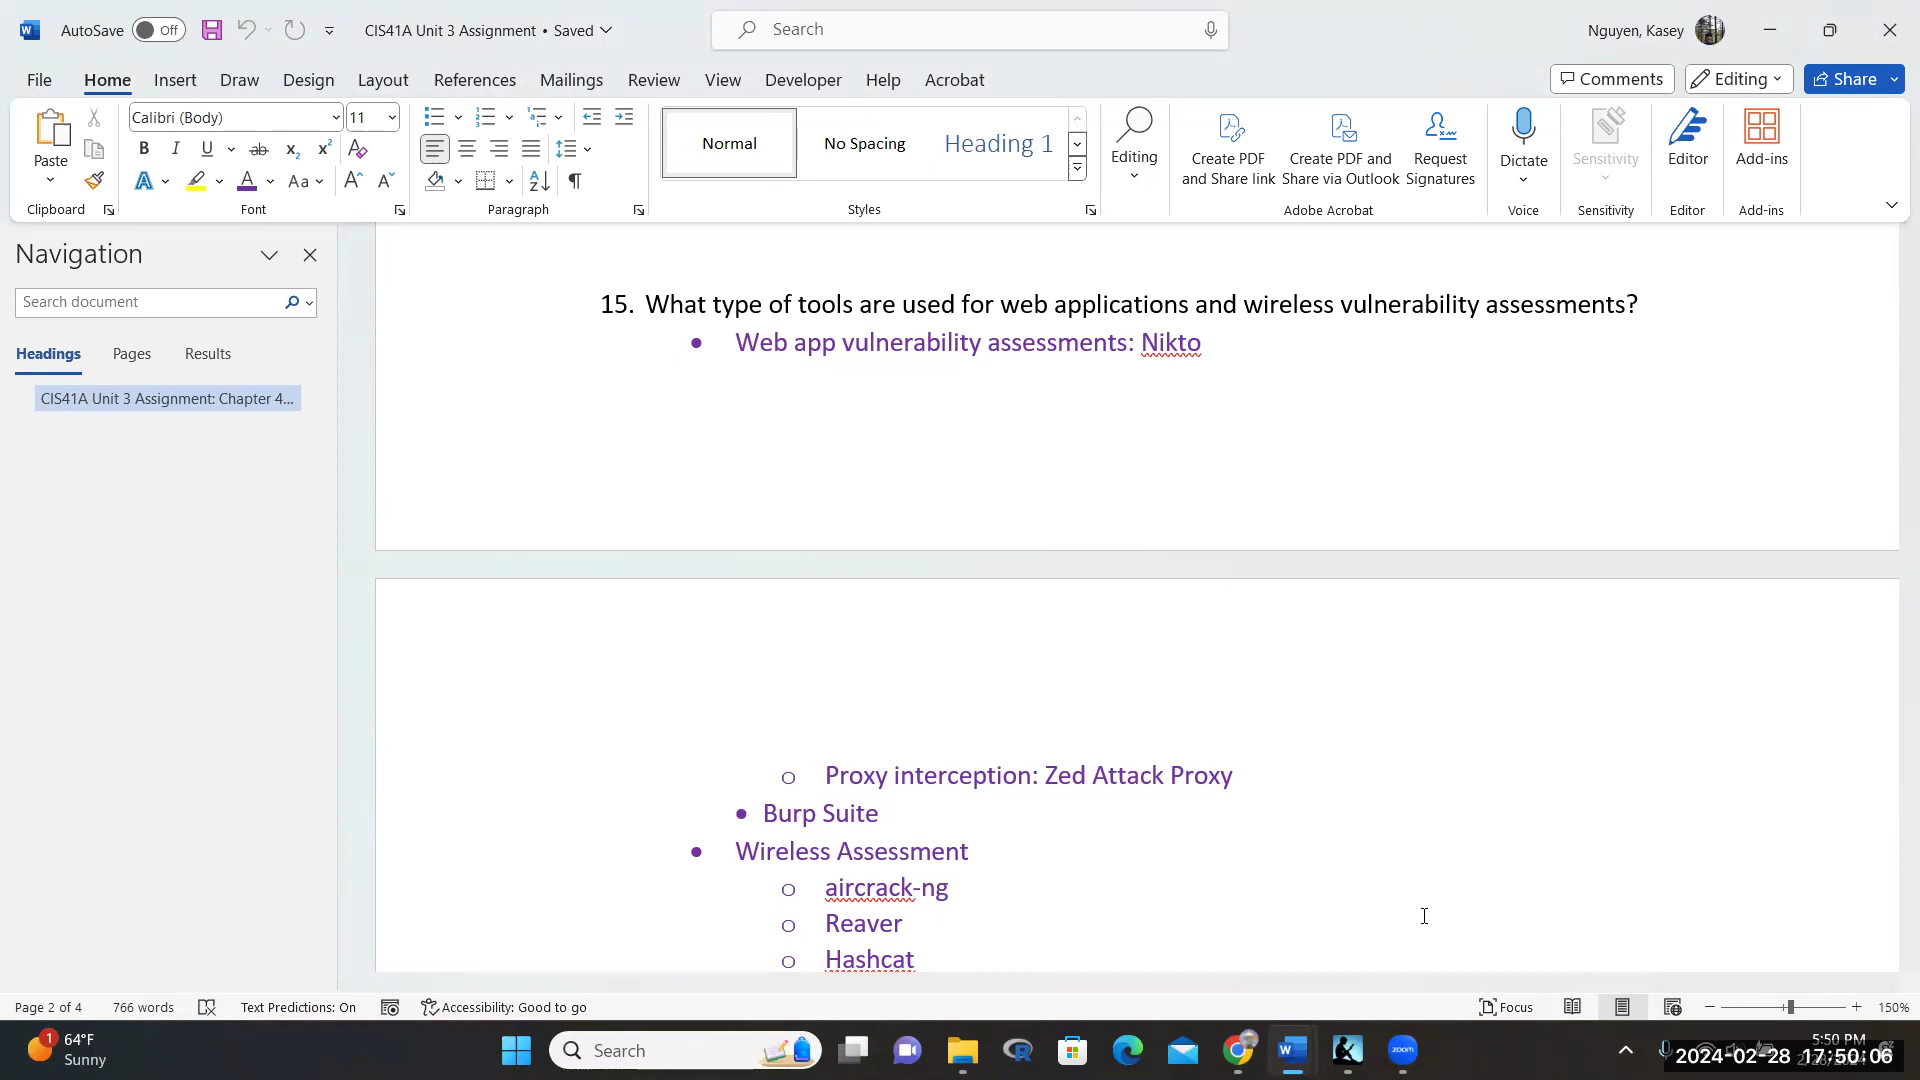 AutoSave Off CIS41A Unit 3 Assignment • Saved Search Nguyen, Kasey
File Home Insert Draw Design Layout References Mailings Review View Developer Help Acrobat Comments Editing Share
Paste Calibri (Body) 11 Normal No Spacing Heading 1 Editing Create PDF and Share link Create PDF and Share via Outlook Request Signatures Dictate Sensitivity Editor Add-ins
Clipboard Font Paragraph Styles Adobe Acrobat Voice Sensitivity Editor Add-ins
Navigation
Search document
Headings Pages Results
CIS41A Unit 3 Assignment: Chapter 4...
15. What type of tools are used for web applications and wireless vulnerability assessments?
• Web app vulnerability assessments: Nikto
o Proxy interception: Zed Attack Proxy
• Burp Suite
• Wireless Assessment
o aircrack-ng
o Reaver
o Hashcat
Page 2 of 4 766 words Text Predictions: On Accessibility: Good to go Focus 150%
1 64°F
Sunny
Search
zoom
5:50 PM
2024-02-28 17:50:06